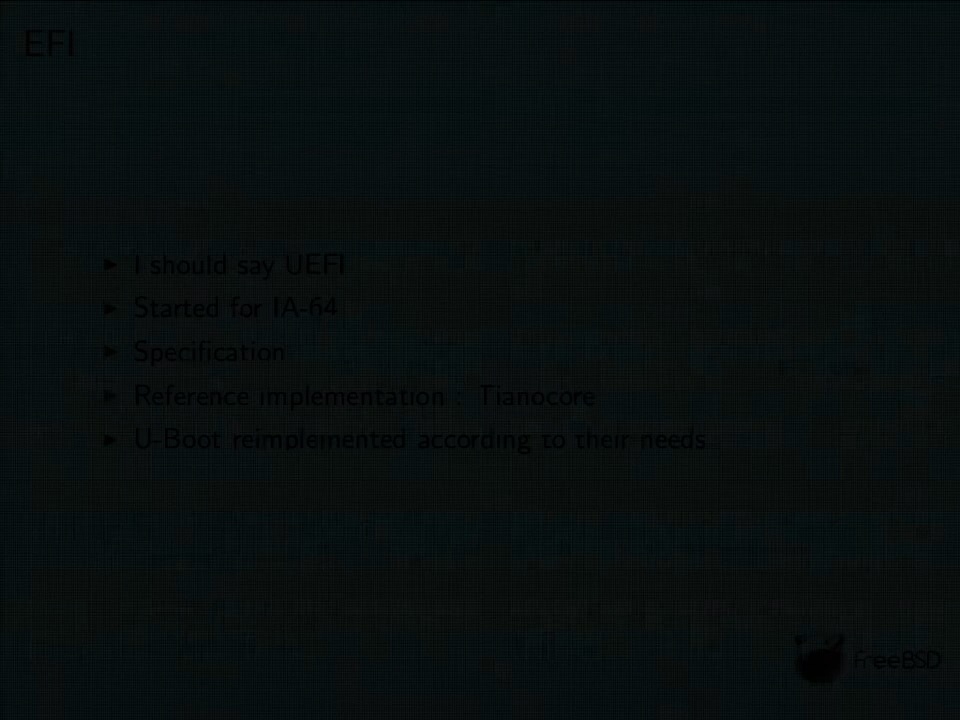 EFI
I should say UEFI
Started for IA-64
Specification
Reference implementation : Tianocore
U-Boot reimplemented according to their needs
FreeBSD